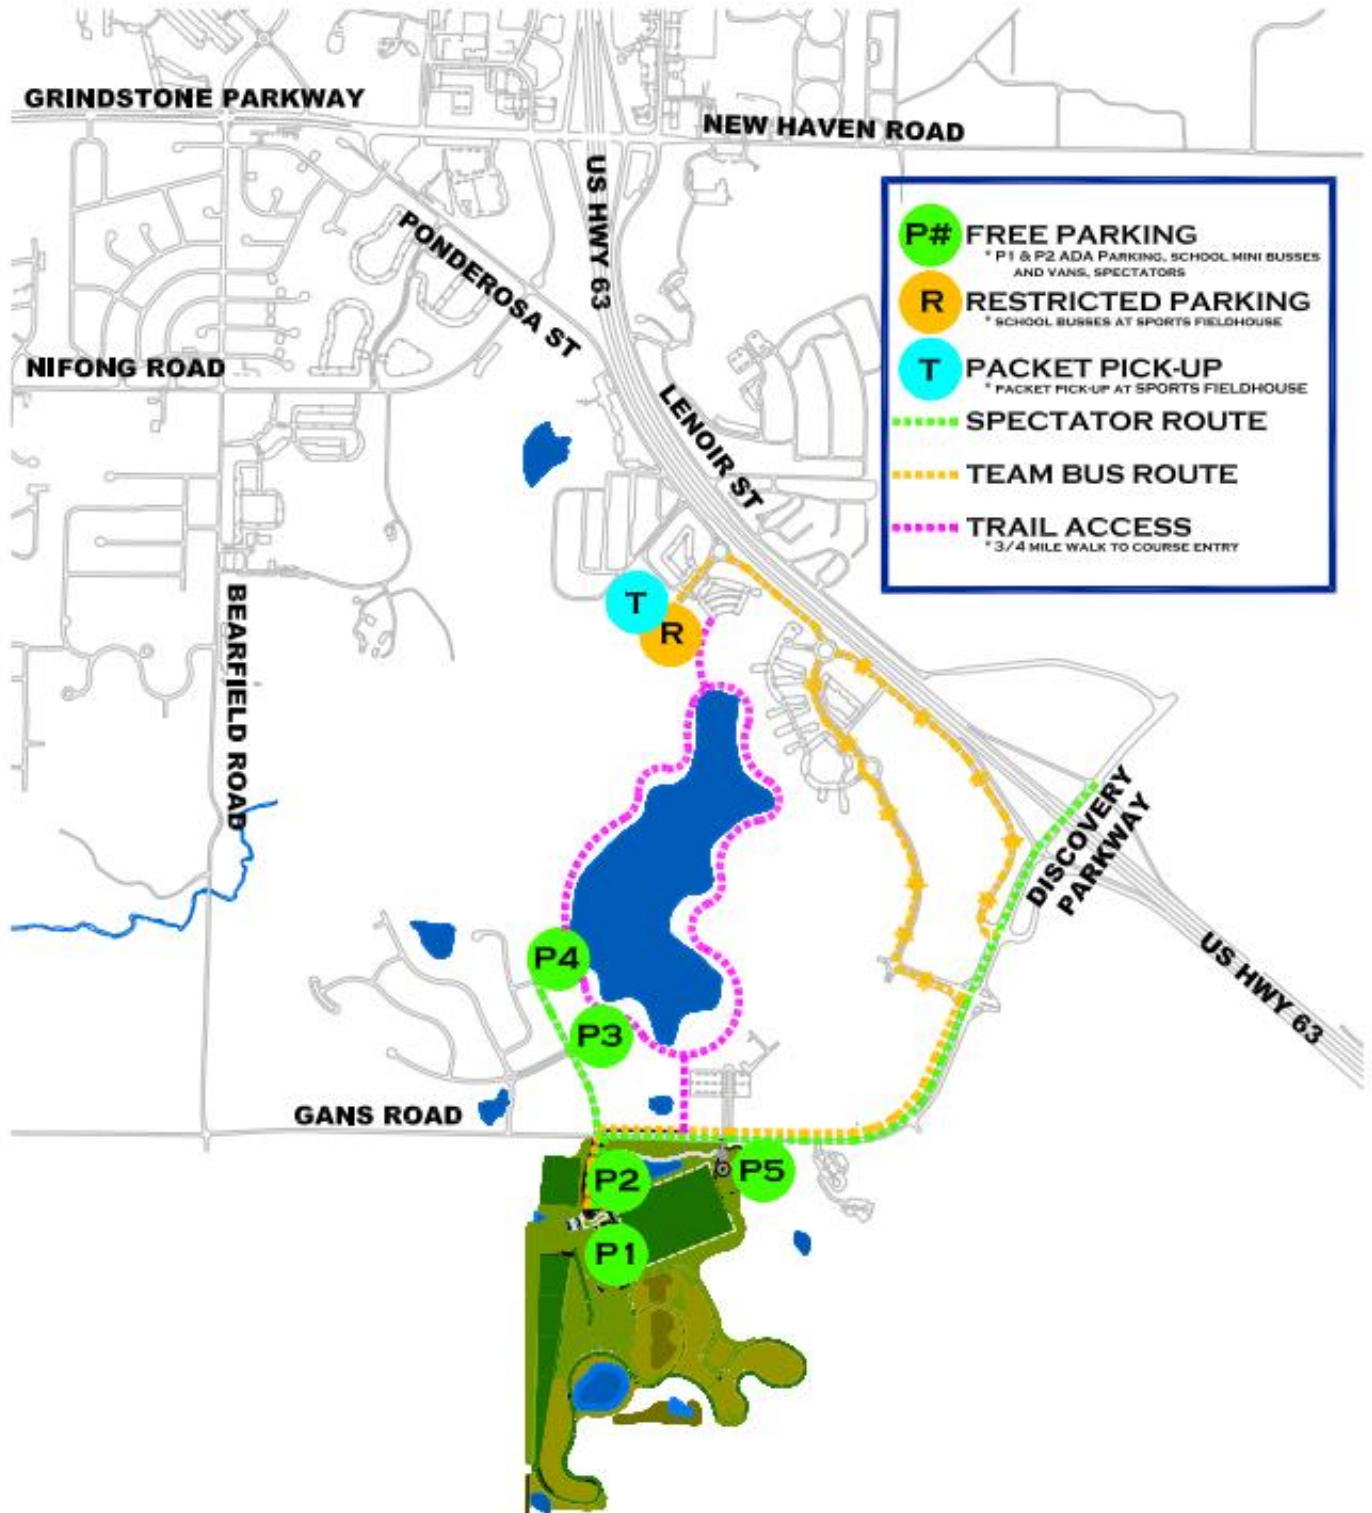 GRINDSTONE PARKWAY
NEW HAVEN ROAD
US HWY 63
PONDEROSA ST
NIFONG ROAD
LENOIR ST
P# FREE PARKING
* P1 & P2 ADA PARKING, SCHOOL MINI BUSSES
AND VANS, SPECTATORS
R RESTRICTED PARKING
* SCHOOL BUSSES AT SPORTS FIELDHOUSE
T PACKET PICK-UP
* PACKET PICK-UP AT SPORTS FIELDHOUSE
SPECTATOR ROUTE
TEAM BUS ROUTE
TRAIL ACCESS
* 3/4 MILE WALK TO COURSE ENTRY
BEARFIELD ROAD
T
R
DISCOVERY
PARKWAY
US HWY 63
P4
P3
GANS ROAD
P2
P5
P1